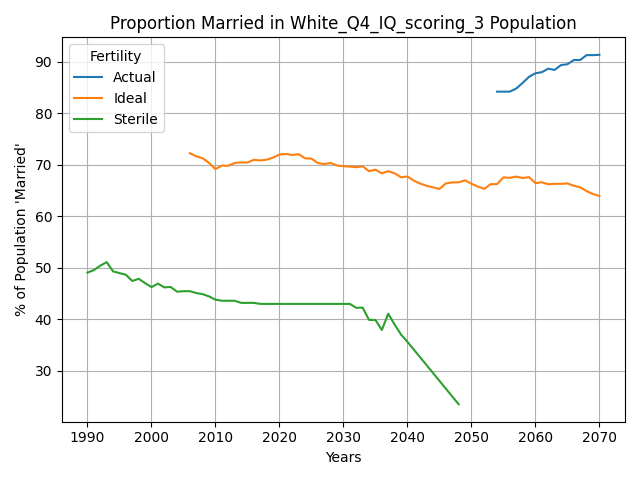 Proportion Married in White_Q4_IQ_scoring_3 Population
Fertility
Actual
Ideal
Sterile
% of Population 'Married'
90
80
70
60
50
40
30
1990 2000 2010 2020 2030 2040 2050 2060 2070
Years